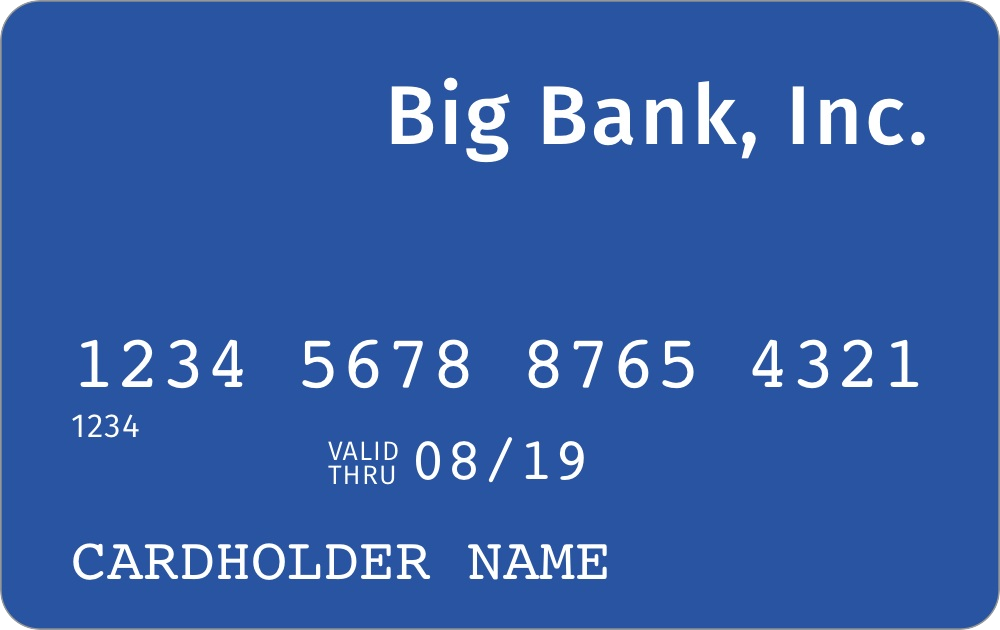 Big Bank, Inc.
1234 5678 8765 4321
1234
VALID
THRU 08/19
CARDHOLDER NAME